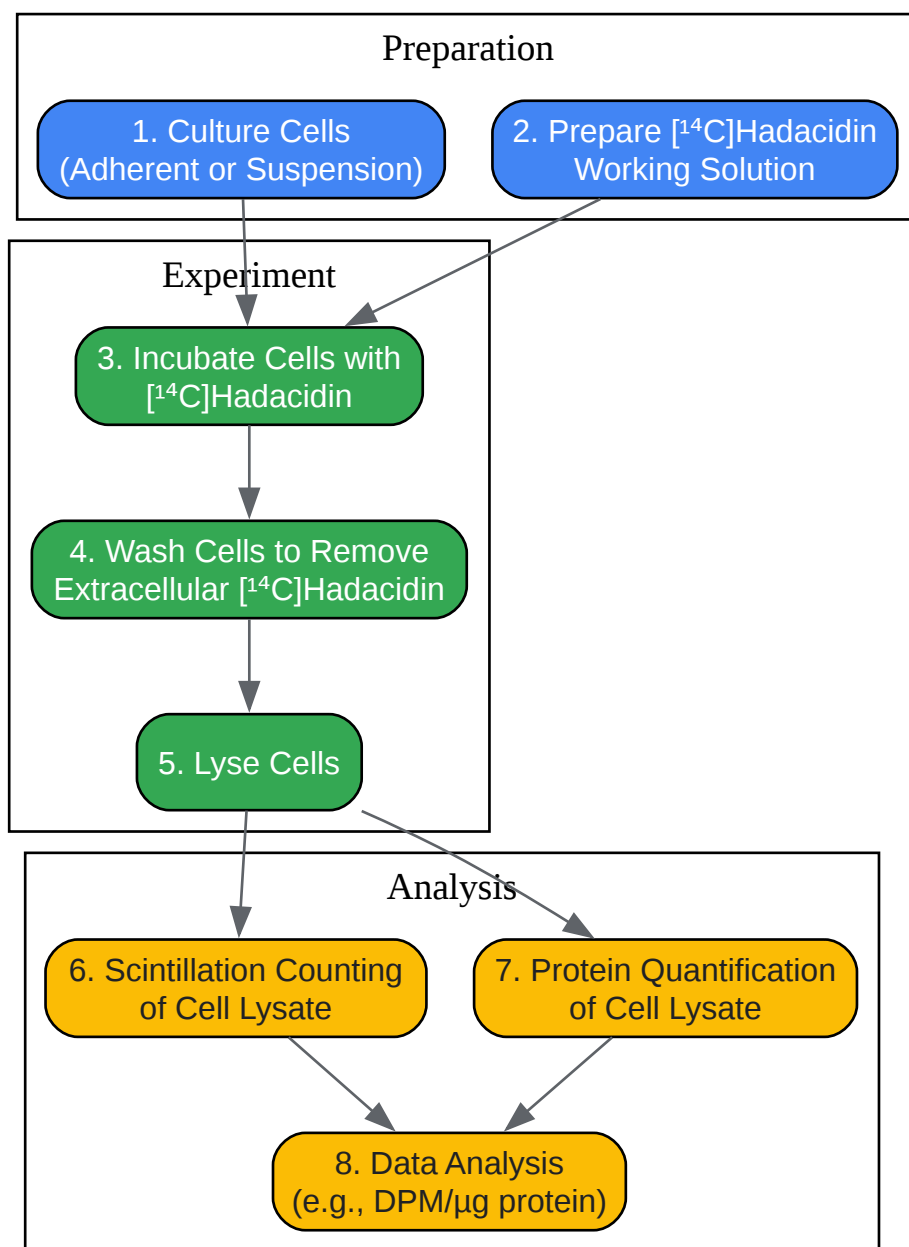 Preparation
1. Culture Cells
(Adherent or Suspension)
2. Prepare [¹⁴C]Hadacidin
Working Solution
Experiment
3. Incubate Cells with
[¹⁴C]Hadacidin
4. Wash Cells to Remove
Extracellular [¹⁴C]Hadacidin
5. Lyse Cells
Analysis
6. Scintillation Counting
of Cell Lysate
7. Protein Quantification
of Cell Lysate
8. Data Analysis
(e.g., DPM/µg protein)